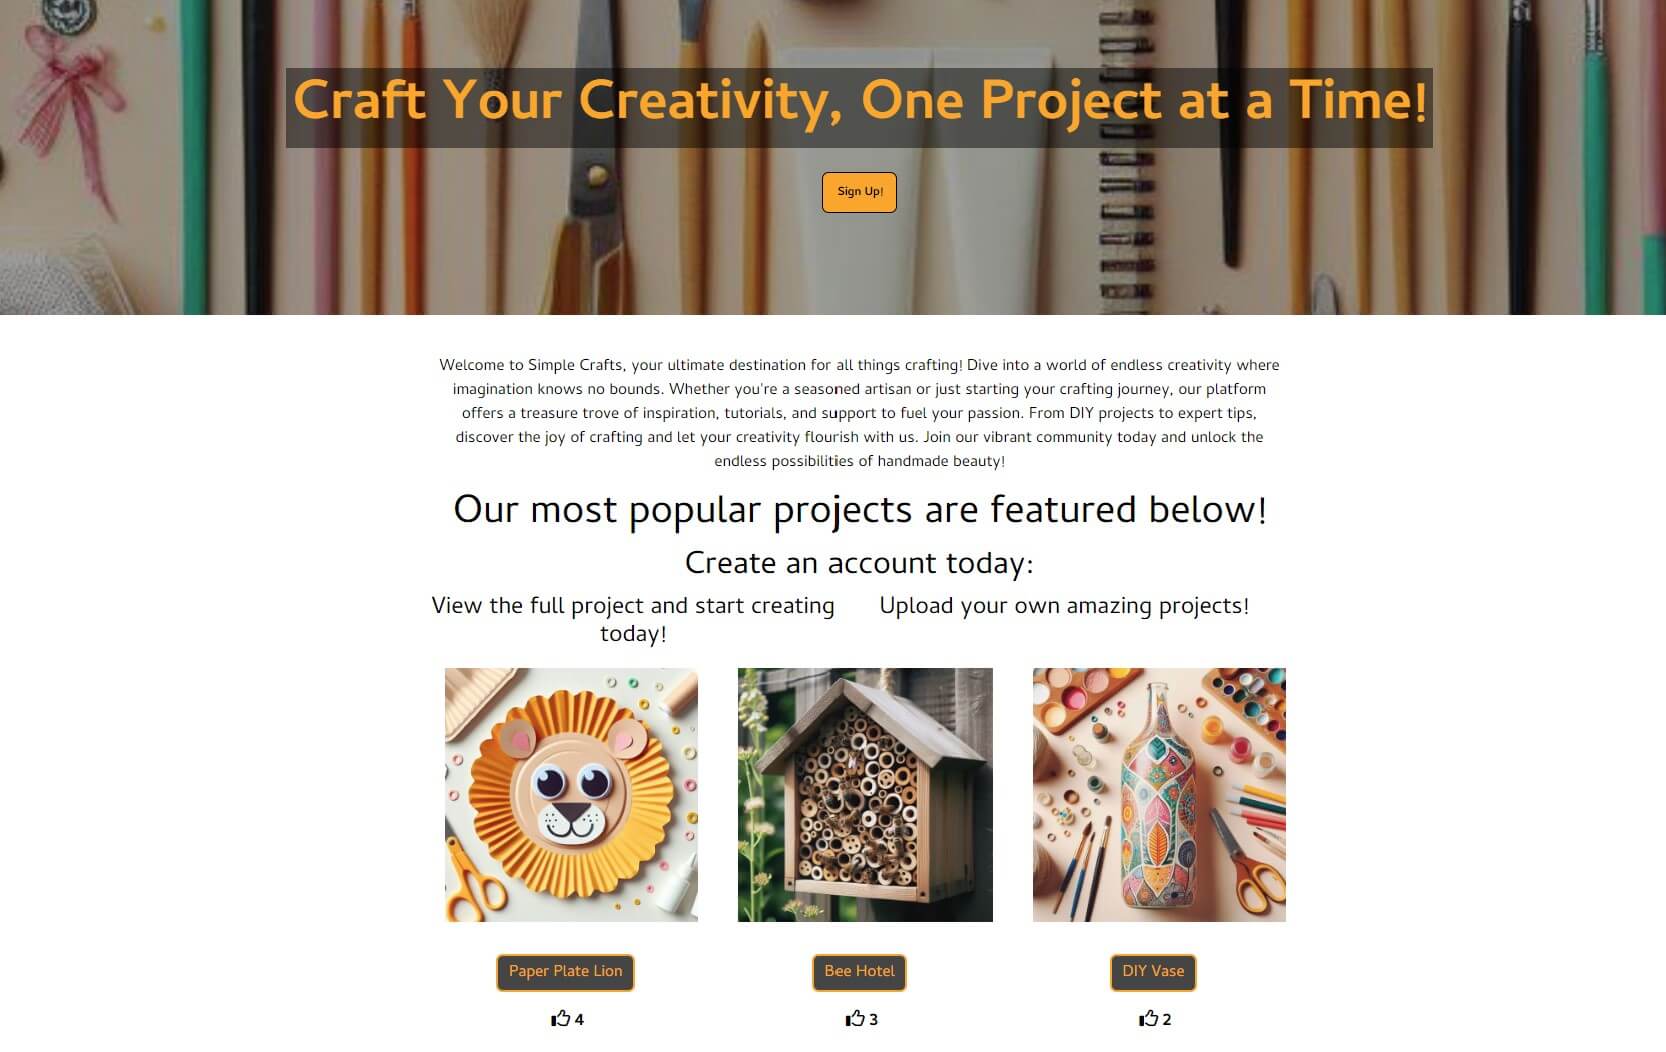 Craft Your Creativity, One Project at a Time!
Sign Up!
Welcome to Simple Crafts, your ultimate destination for all things crafting! Dive into a world of endless creativity where
imagination knows no bounds. Whether you're a seasoned artisan or just starting your crafting journey, our platform
offers a treasure trove of inspiration, tutorials, and support to fuel your passion. From DIY projects to expert tips,
discover the joy of crafting and let your creativity flourish with us. Join our vibrant community today and unlock the
endless possibilities of handmade beauty!
Our most popular projects are featured below!
Create an account today:
View the full project and start creating
today!
Upload your own amazing projects!
Paper Plate Lion
Bee Hotel
DIY Vase
4
3
2